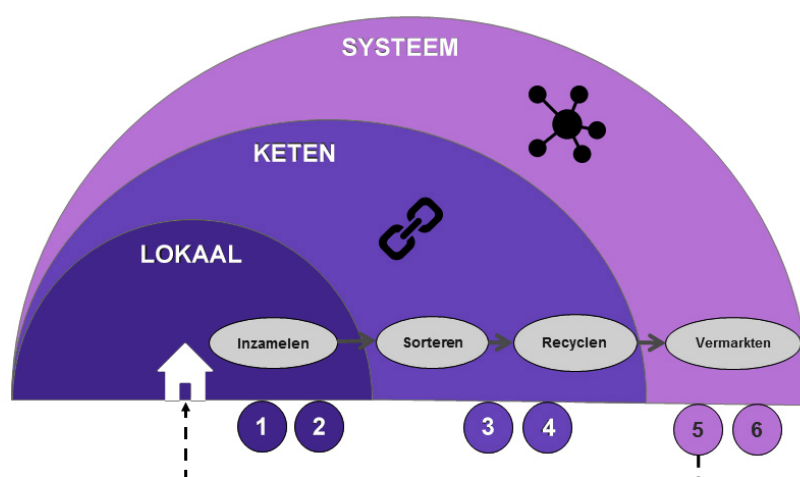 SYSTEEM
KETEN
LOKAAL
Inzamelen
Sorteren
Recyclen
Vermarkten
1
2
3
4
5
6